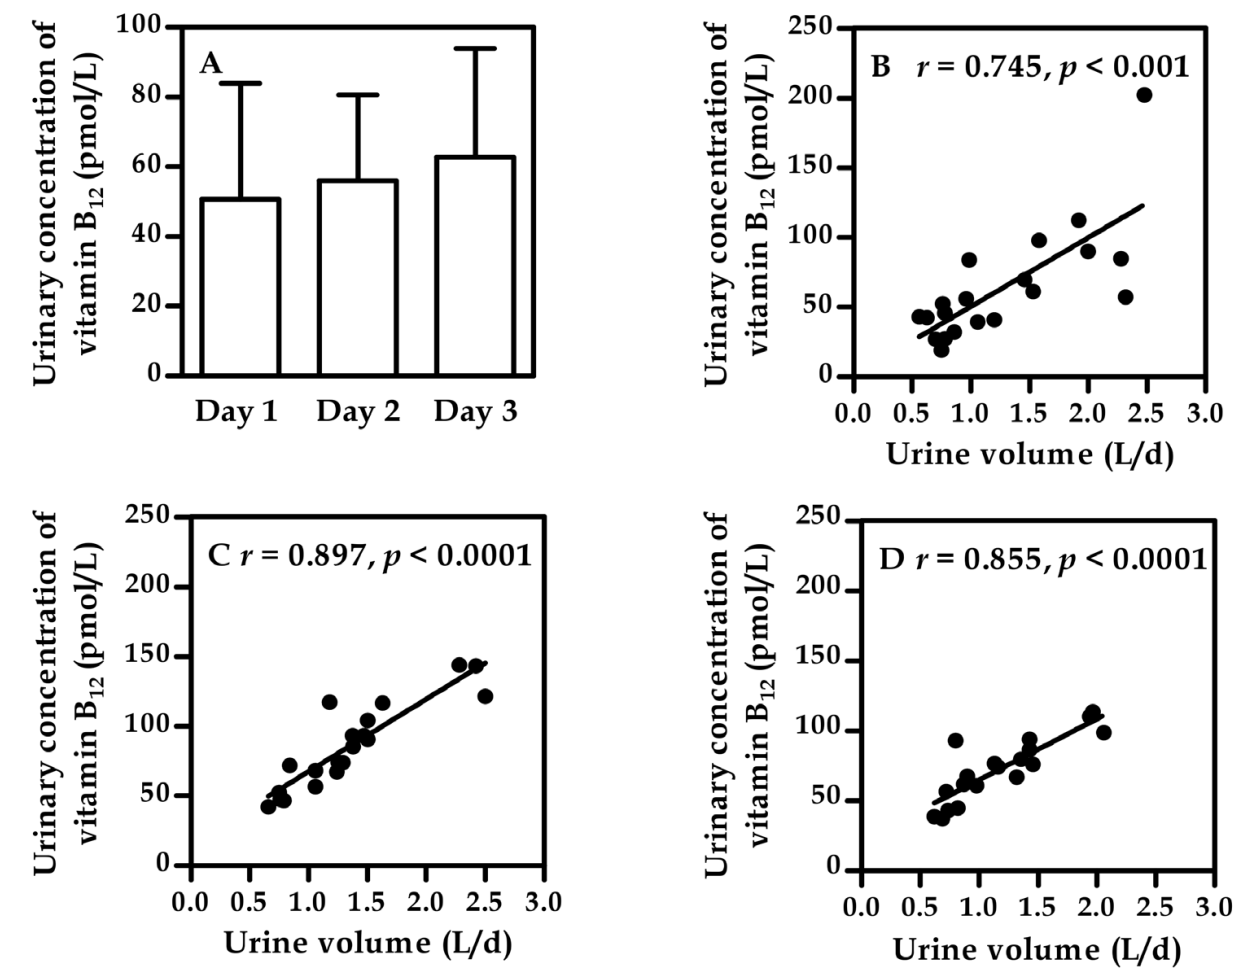 Urinary concentration of
vitamin B12 (pmol/L)
100
80
60
40
20
0
A
Day 1 Day 2 Day 3
Urinary concentration of
vitamin B12 (pmol/L)
250
200
150
100
50
0
B r = 0.745, p < 0.001
0.0 0.5 1.0 1.5 2.0 2.5 3.0
Urine volume (L/d)
Urinary concentration of
vitamin B12 (pmol/L)
250
200
150
100
50
0
C r = 0.897, p < 0.0001
0.0 0.5 1.0 1.5 2.0 2.5 3.0
Urine volume (L/d)
Urinary concentration of
vitamin B12 (pmol/L)
250
200
150
100
50
0
D r = 0.855, p < 0.0001
0.0 0.5 1.0 1.5 2.0 2.5 3.0
Urine volume (L/d)